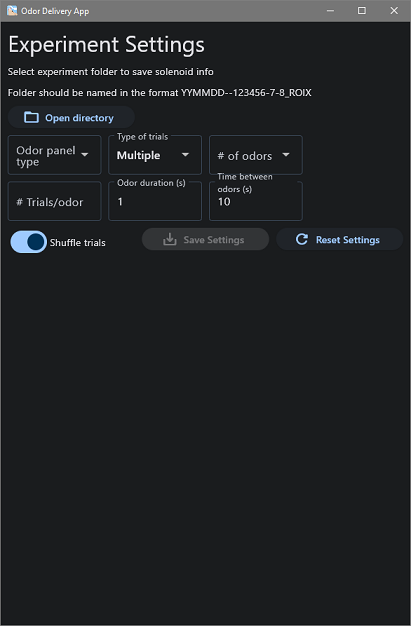 Odor Delivery App
Experiment Settings
Select experiment folder to save solenoid info
Folder should be named in the format YYMMDD--123456-7-8_ROIX
Open directory
Odor panel type
Type of trials
Multiple
# of odors
# Trials/odor
Odor duration (s)
1
Time between odors (s)
10
Shuffle trials
Save Settings
Reset Settings